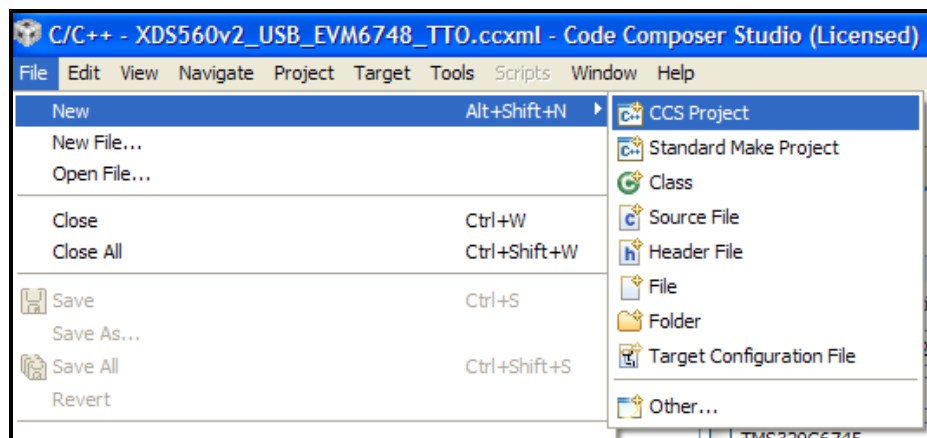 C/C++ - XDS560v2_USB_EVM6748_TTO.ccxml - Code Composer Studio (Licensed)
File Edit View Navigate Project Target Tools Scripts Window Help
New Alt+Shift+N
New File...
Open File...
Close Ctrl+W
Close All Ctrl+Shift+W
Save Ctrl+S
Save As...
Save All Ctrl+Shift+S
Revert
CCS Project
Standard Make Project
Class
Source File
Header File
File
Folder
Target Configuration File
Other...
TMS320C6745